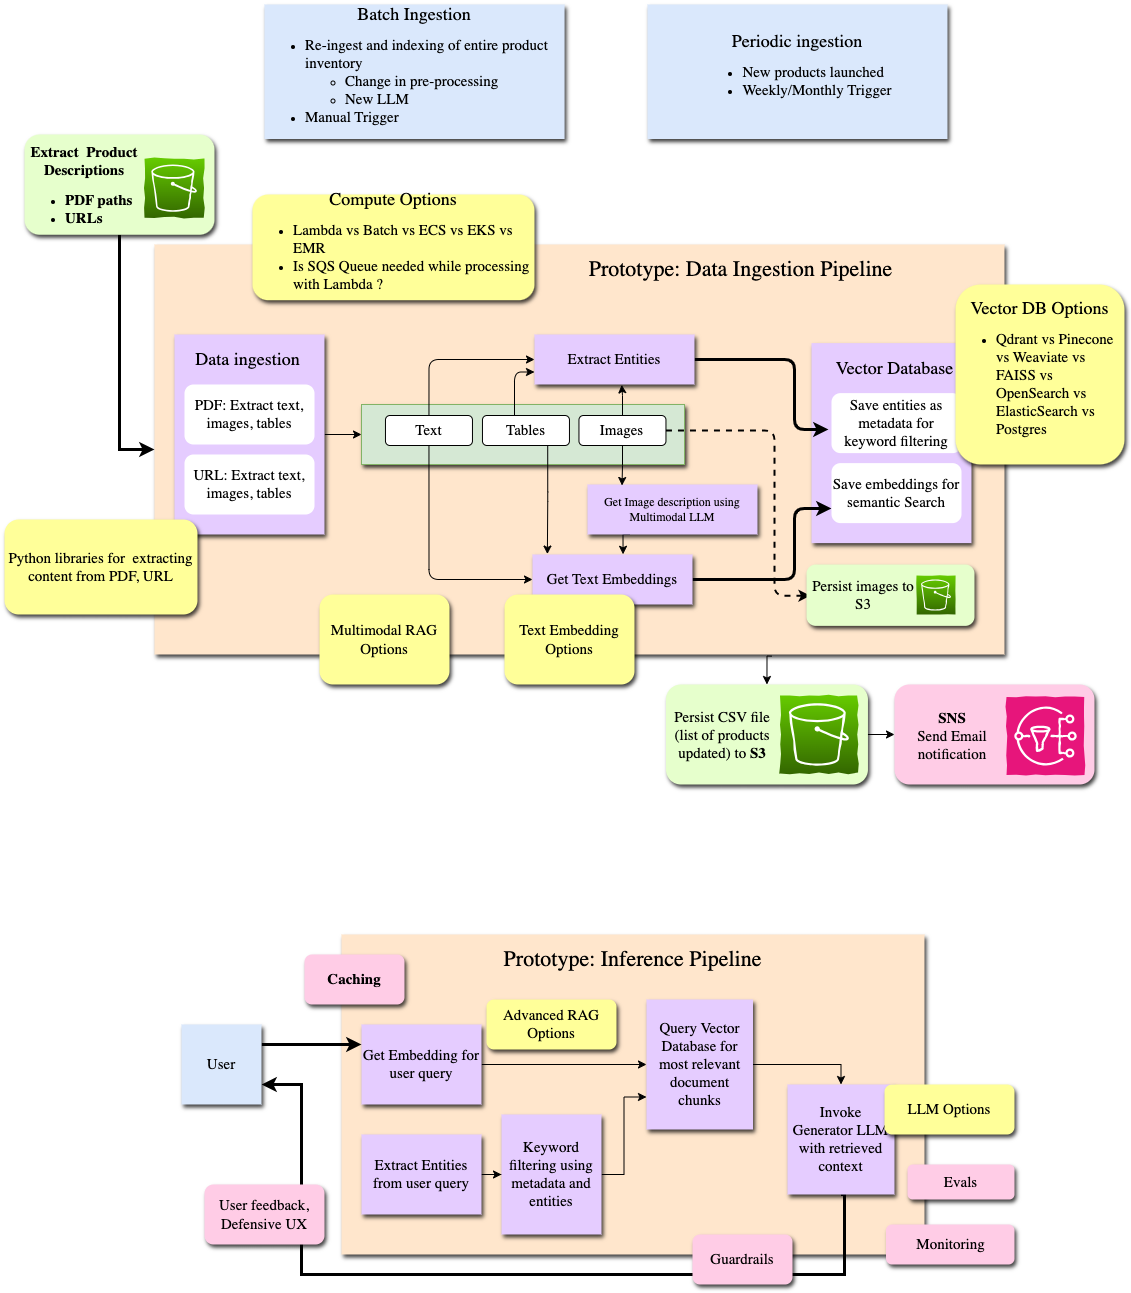 Batch Ingestion
Re-ingest and indexing of entire product
inventory
Change in pre-processing
New LLM
Manual Trigger
Periodic ingestion
New products launched
Weekly/Monthly Trigger
Extract Product
Descriptions
PDF paths
URLs
Compute Options
Lambda vs Batch vs ECS vs EKS vs
EMR
Is SQS Queue needed while processing
with Lambda ?
Prototype: Data Ingestion Pipeline
Vector DB Options
Qdrant vs Pinecone
vs Weaviate vs
FAISS vs
OpenSearch vs
ElasticSearch vs
Postgres
Data ingestion
PDF: Extract text,
images, tables
URL: Extract text,
images, tables
Extract Entities
Text
Tables
Images
Get Image description using
Multimodal LLM
Get Text Embeddings
Vector Database
Save entities as
metadata for
keyword filtering
Save embeddings for
semantic Search
Python libraries for extracting
content from PDF, URL
Multimodal RAG
Options
Text Embedding
Options
Persist images to
S3
Persist CSV file
(list of products
updated) to S3
SNS
Send Email
notification
Prototype: Inference Pipeline
Caching
User
Get Embedding for
user query
Advanced RAG
Options
Query Vector
Database for
most relevant
document
chunks
Extract Entities
from user query
Keyword
filtering using
metadata and
entities
Invoke
Generator LLM
with retrieved
context
LLM Options
Evals
Monitoring
User feedback,
Defensive UX
Guardrails